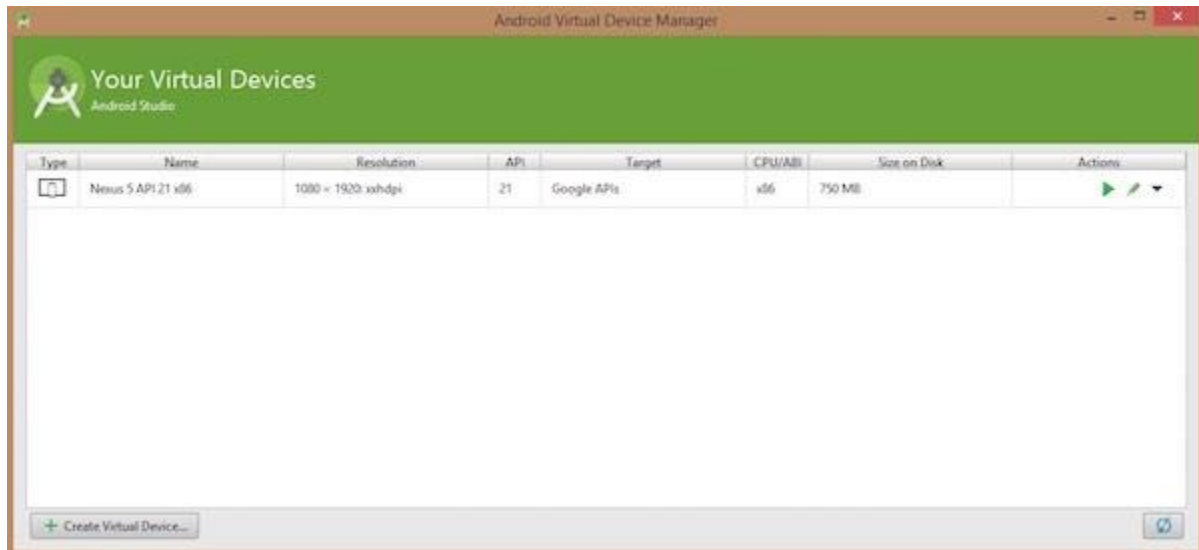 Android Virtual Device Manager
Your Virtual Devices
Android Studio
Type Name Resolution API Target CPU/ABI Size on Disk Actions
Nexus 5 API 21 x86 1080 × 1920: xxhdpi 21 Google APIs x86 750 MB
Create Virtual Device...